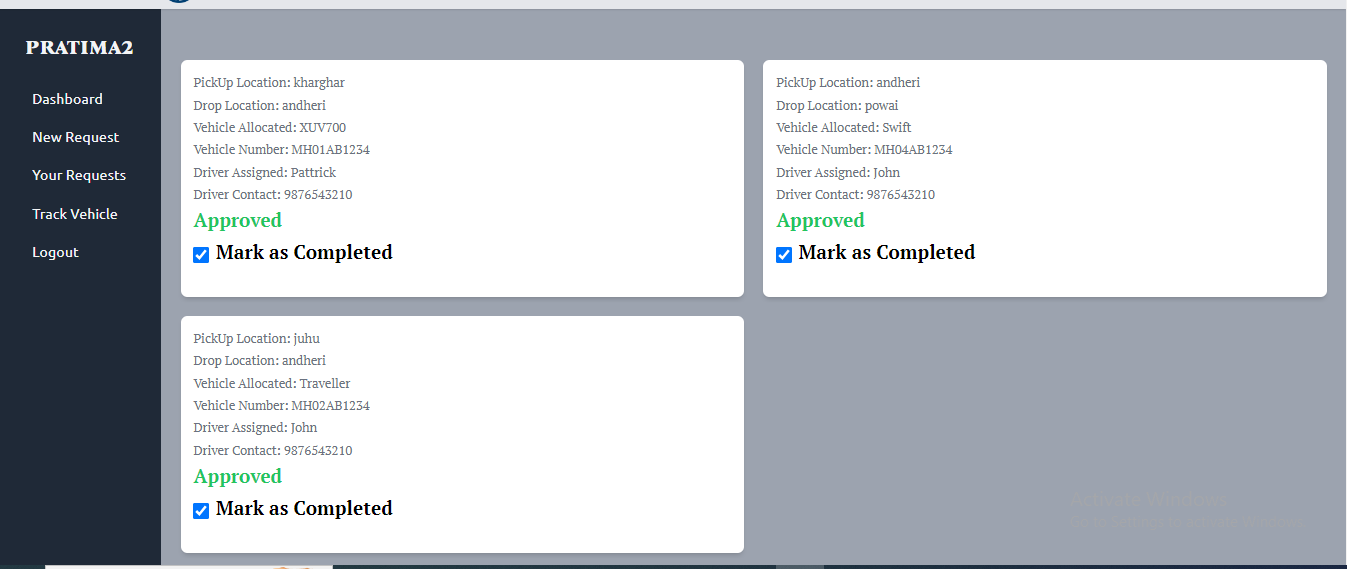 PRATIMA2
Dashboard
New Request
Your Requests
Track Vehicle
Logout
PickUp Location: kharghar
Drop Location: andheri
Vehicle Allocated: XUV700
Vehicle Number: MH01AB1234
Driver Assigned: Pattrick
Driver Contact: 9876543210
Approved
Mark as Completed
PickUp Location: andheri
Drop Location: powai
Vehicle Allocated: Swift
Vehicle Number: MH04AB1234
Driver Assigned: John
Driver Contact: 9876543210
Approved
Mark as Completed
PickUp Location: juhu
Drop Location: andheri
Vehicle Allocated: Traveller
Vehicle Number: MH02AB1234
Driver Assigned: John
Driver Contact: 9876543210
Approved
Mark as Completed
Activate Windows
Go to Settings to activate Windows.